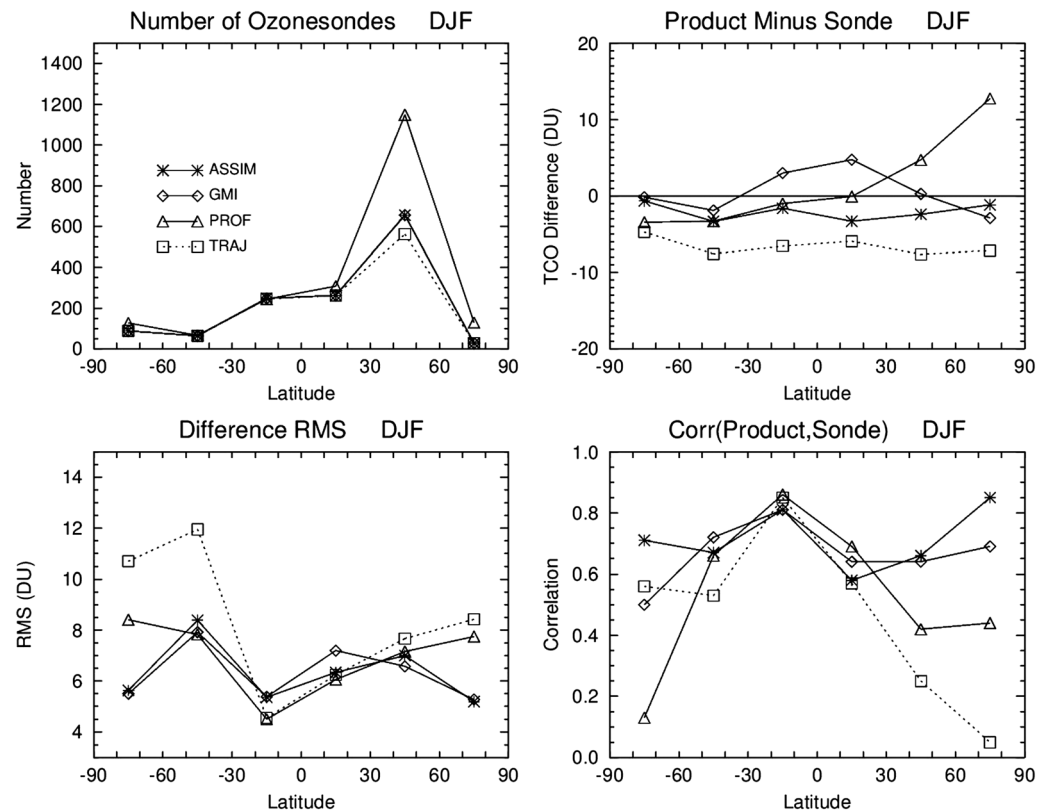 Number of Ozonesondes DJF
1400
1200
1000
800
600
400
200
0
Number
ASSIM
GMI
PROF
TRAJ
-90 -60 -30 0 30 60 90
Latitude
Product Minus Sonde DJF
20
10
0
-10
-20
TCO Difference (DU)
-90 -60 -30 0 30 60 90
Latitude
Difference RMS DJF
14
12
10
8
6
4
RMS (DU)
-90 -60 -30 0 30 60 90
Latitude
Corr(Product,Sonde) DJF
1.0
0.8
0.6
0.4
0.2
0.0
Correlation
-90 -60 -30 0 30 60 90
Latitude